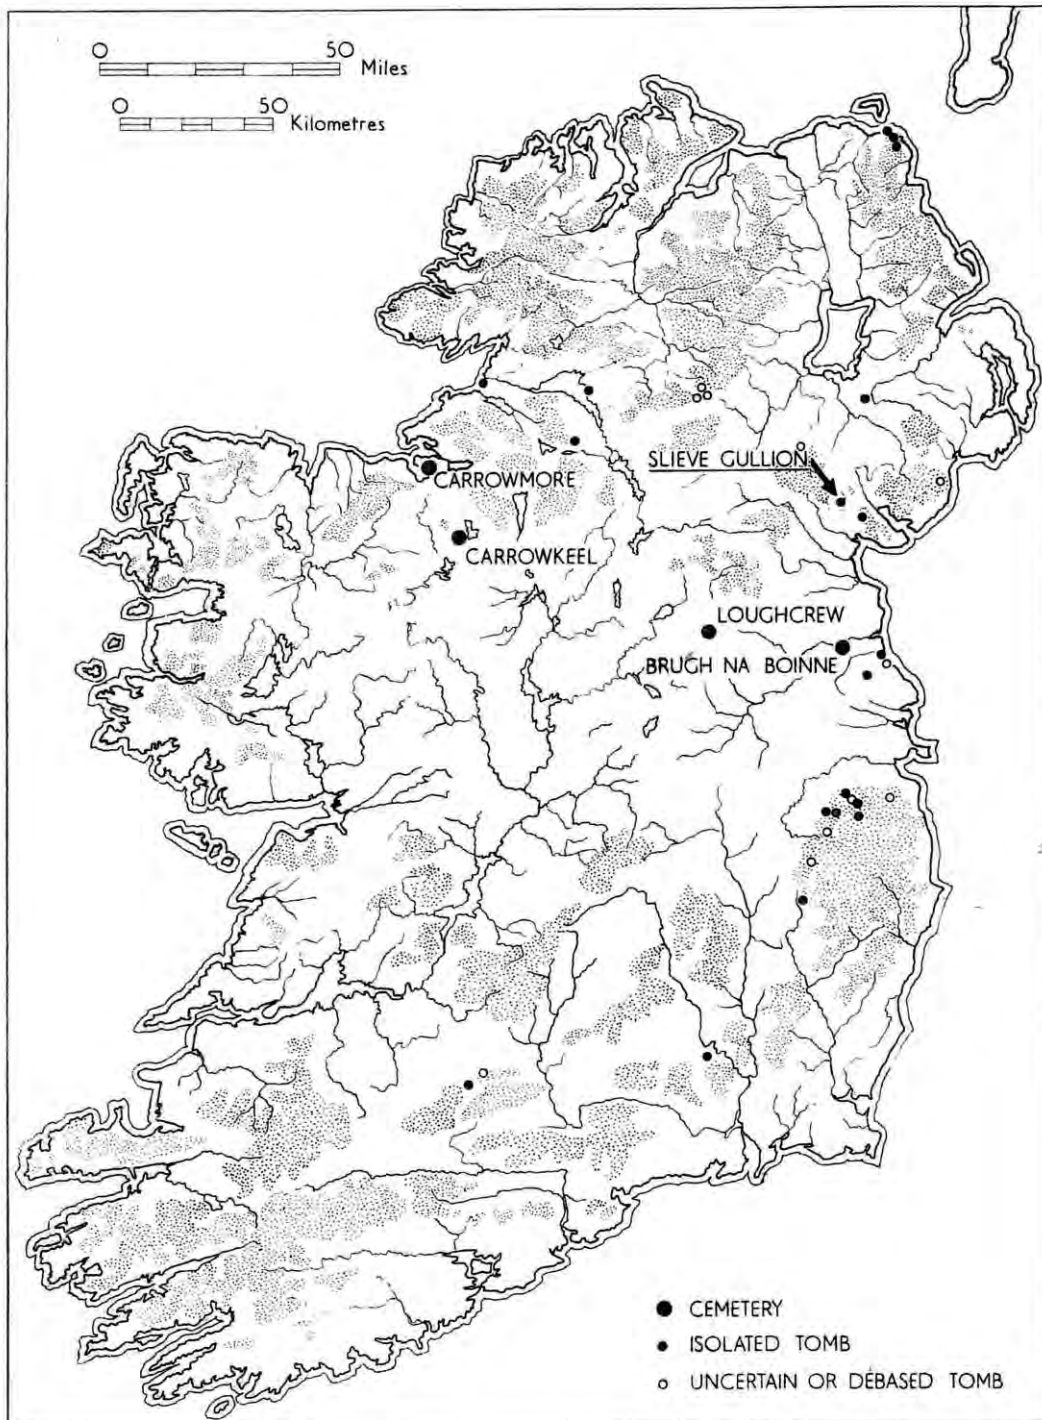 0 50
Miles
0 50
Kilometres
SLIEVE GULLION
CARROWMORE
CARROWKEEL
LOUGHCREW
BRUGH NA BOINNE
CEMETERY
ISOLATED TOMB
UNCERTAIN OR DÉBASED TOMB